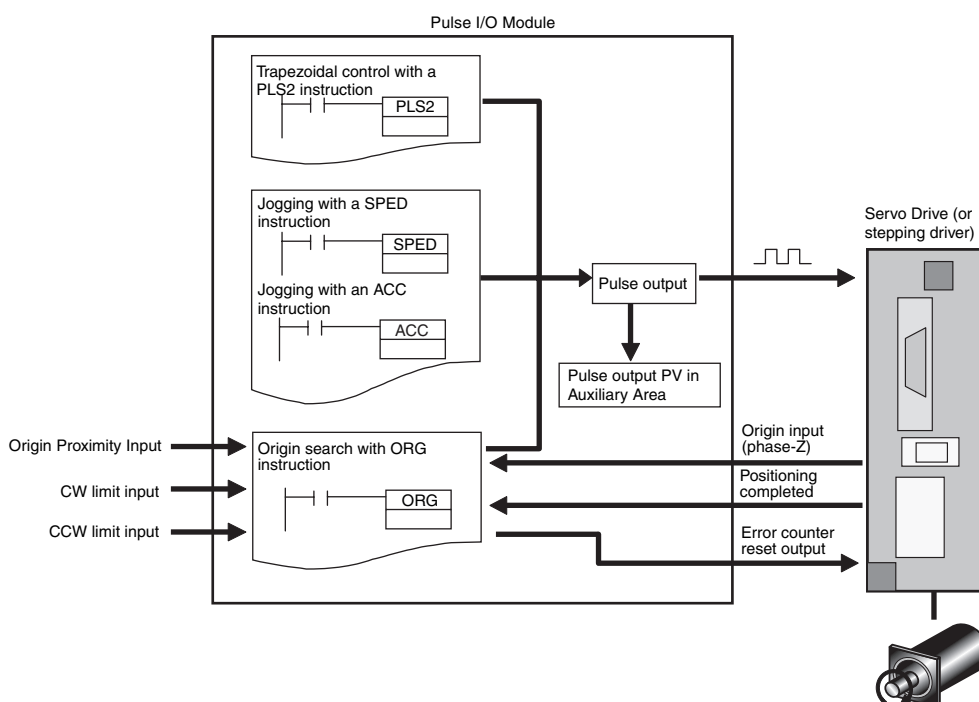 Pulse I/O Module
Trapezoidal control with a
PLS2 instruction
PLS2
Jogging with a SPED
instruction
SPED
Jogging with an ACC
instruction
ACC
Pulse output
Pulse output PV in
Auxiliary Area
Servo Drive (or
stepping driver)
Origin Proximity Input
CW limit input
CCW limit input
Origin search with ORG
instruction
ORG
Origin input
(phase-Z)
Positioning
completed
Error counter
reset output